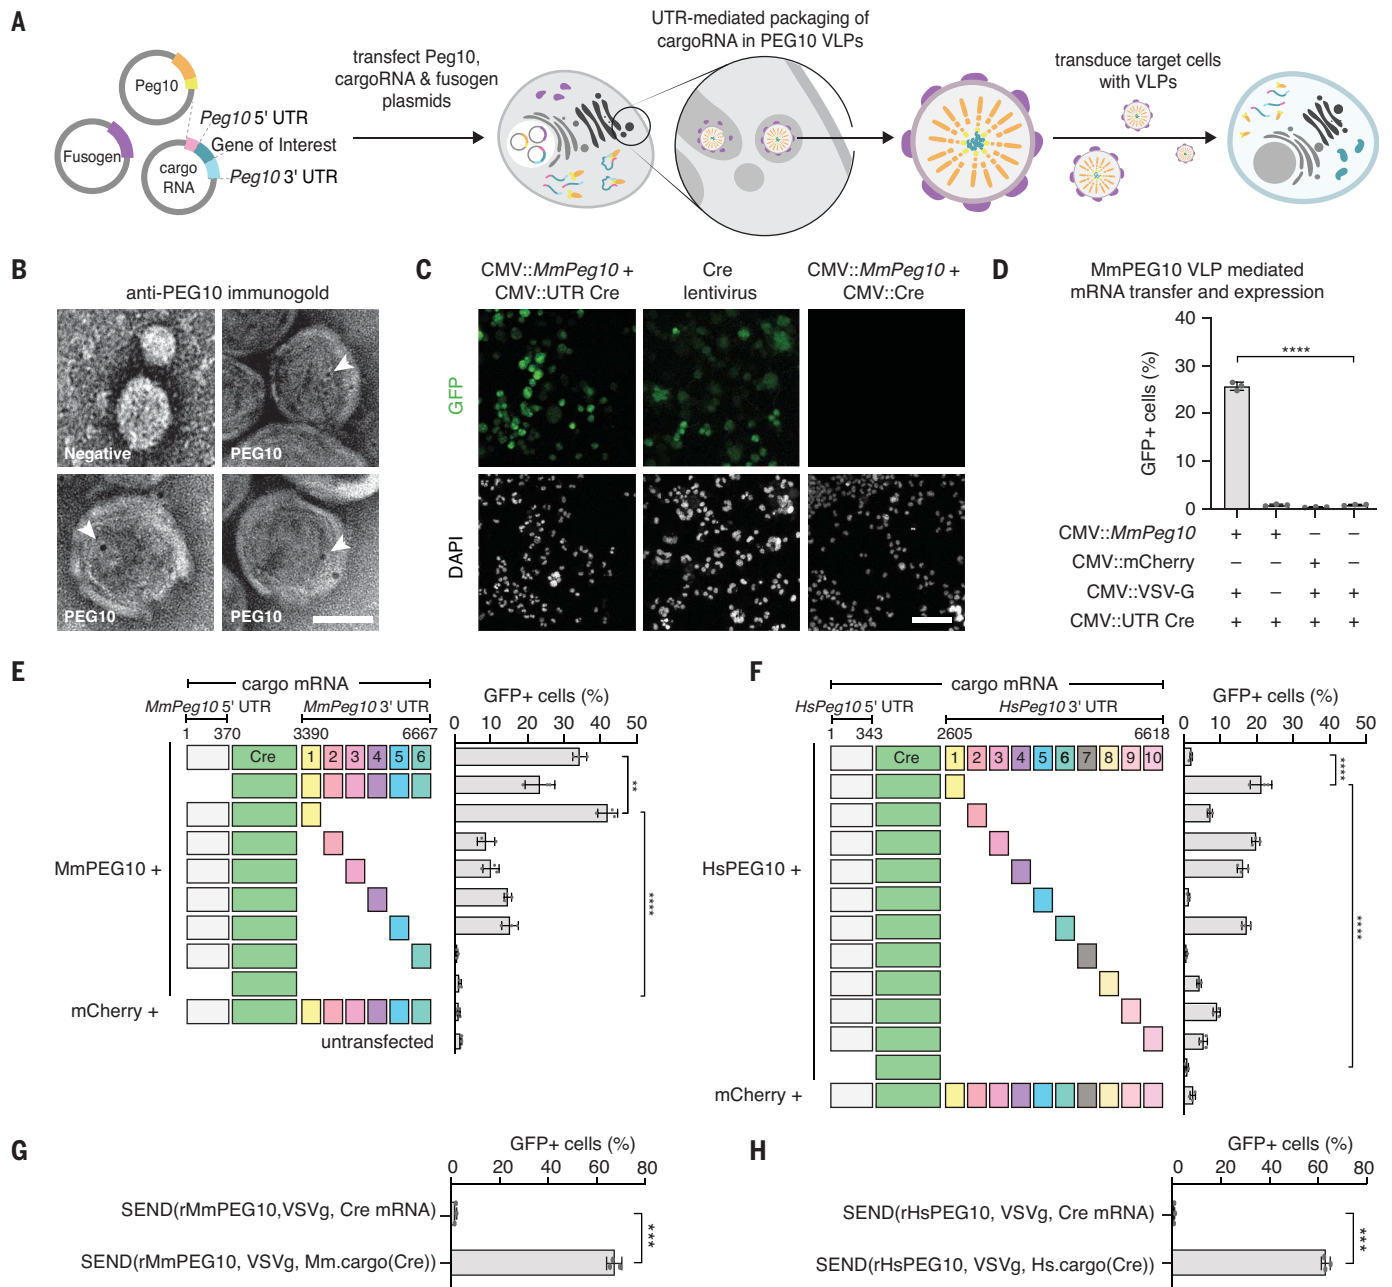 A
Peg10
Fusogen
cargo
RNA
Peg10 5' UTR
Gene of Interest
Peg10 3' UTR
transfect Peg10,
cargoRNA & fusogen
plasmids
UTR-mediated packaging of
cargoRNA in PEG10 VLPs
transduce target cells
with VLPs
B
anti-PEG10 immunogold
Negative
PEG10
PEG10
PEG10
C
CMV::MmPeg10 +
CMV::UTR Cre
Cre
lentivirus
CMV::MmPeg10 +
CMV::Cre
GFP
DAPI
D
MmPEG10 VLP mediated
mRNA transfer and expression
GFP+ cells (%)
40
30
20
10
0
****
CMV::MmPeg10 + + – –
CMV::mCherry – – + –
CMV::VSV-G + – + +
CMV::UTR Cre + + + +
E
cargo mRNA
MmPeg10 5' UTR
MmPeg10 3' UTR
1 370 3390 6667
Cre 1 2 3 4 5 6
MmPEG10 +
mCherry +
untransfected
GFP+ cells (%)
0 10 20 30 40 50
**
****
F
cargo mRNA
HsPeg10 5' UTR
HsPeg10 3' UTR
1 343 2605 6618
Cre 1 2 3 4 5 6 7 8 9 10
HsPEG10 +
mCherry +
GFP+ cells (%)
0 10 20 30 40 50
****
****
G
GFP+ cells (%)
0 20 40 60 80
SEND(rMmPEG10,VSVg, Cre mRNA)
SEND(rMmPEG10, VSVg, Mm.cargo(Cre))
***
H
GFP+ cells (%)
0 20 40 60 80
SEND(rHsPEG10, VSVg, Cre mRNA)
SEND(rHsPEG10, VSVg, Hs.cargo(Cre))
***